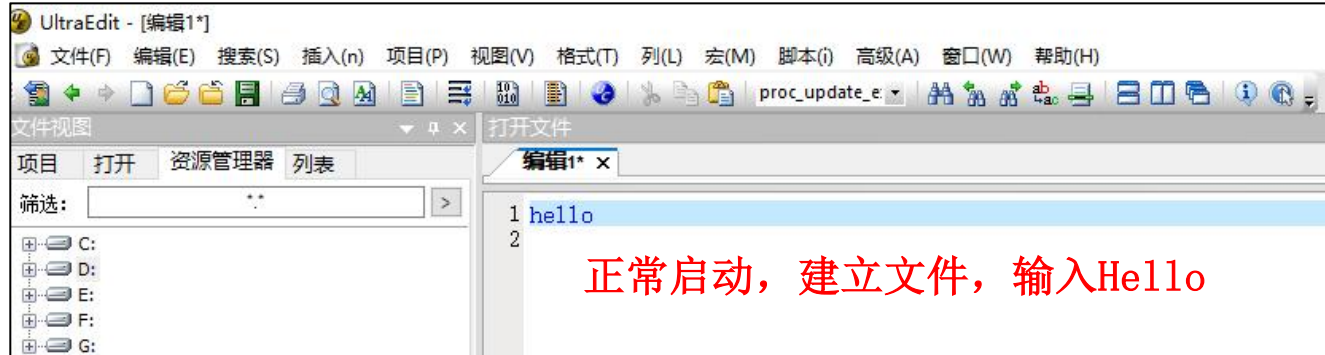 UltraEdit - [编辑1*]
文件(F) 编辑(E) 搜索(S) 插入(n) 项目(P) 视图(V) 格式(T) 列(L) 宏(M) 脚本(i) 高级(A) 窗口(W) 帮助(H)
proc_update_e
文件视图 打开文件
项目 打开 资源管理器 列表 编辑1* x
筛选: *.* >
1 hello
2
C:
D:
E:
F:
G:
正常启动，建立文件，输入Hello